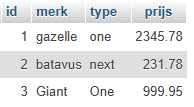 id merk type prijs
1 gazelle one 2345.78
2 batavus next 231.78
3 Giant One 999.95